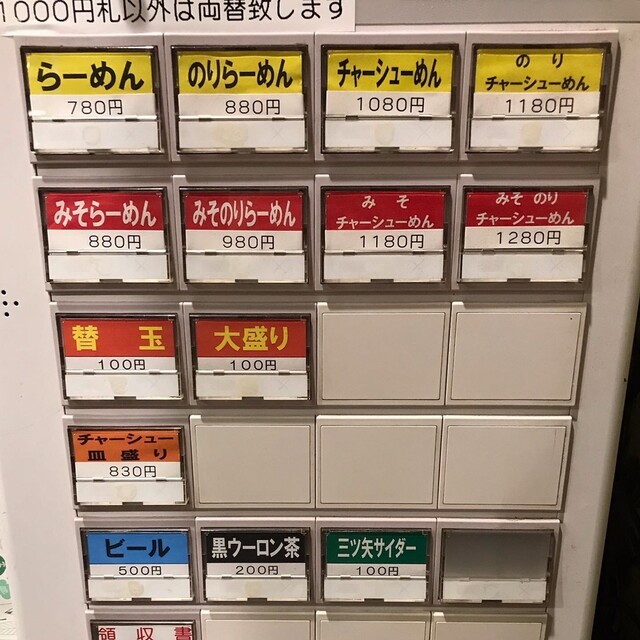 1000円札以外は両替致します
らーめん
780円
のりらーめん
880円
チャーシューめん
1080円
のり
チャーシューめん
1180円
みそらーめん
880円
みそのりらーめん
980円
みそ
チャーシューめん
1180円
みそのり
チャーシューめん
1280円
替玉
100円
大盛り
100円
チャーシュー
皿盛り
830円
ビール
500円
黒ウーロン茶
200円
三ツ矢サイダー
100円
領収書